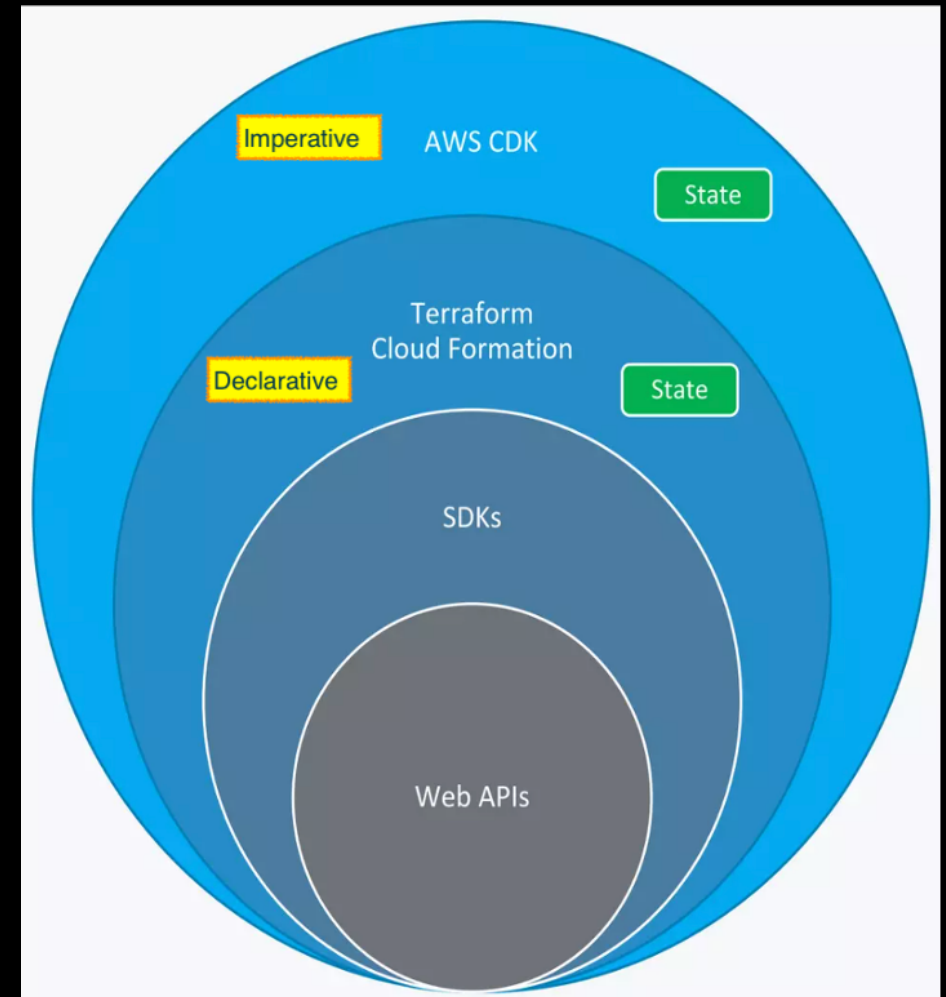 Imperative
AWS CDK
State
Terraform
Cloud Formation
Declarative
State
SDKs
Web APIs